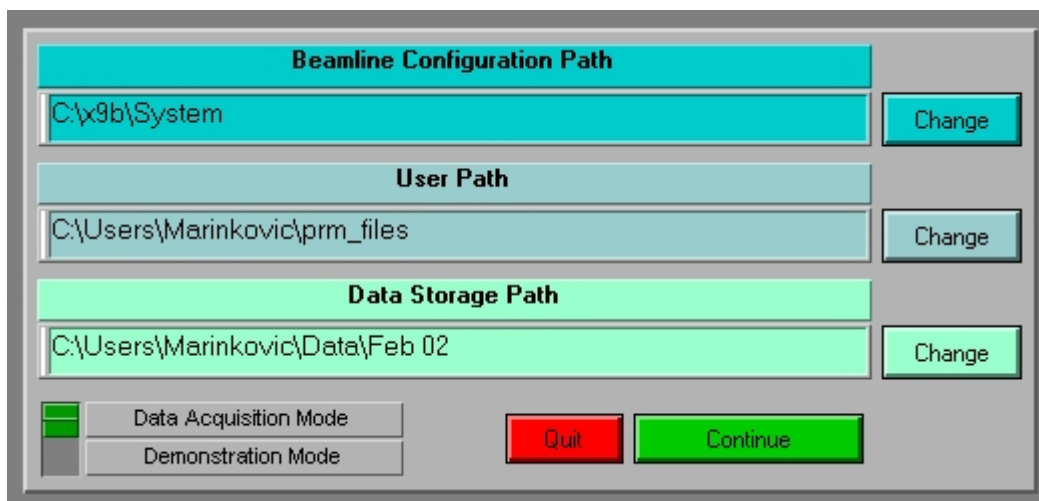 Beamline Configuration Path
C:\x9b\System
Change
User Path
C:\Users\Marinkovic\prm_files
Change
Data Storage Path
C:\Users\Marinkovic\Data\Feb 02
Change
Data Acquisition Mode
Demonstration Mode
Quit
Continue